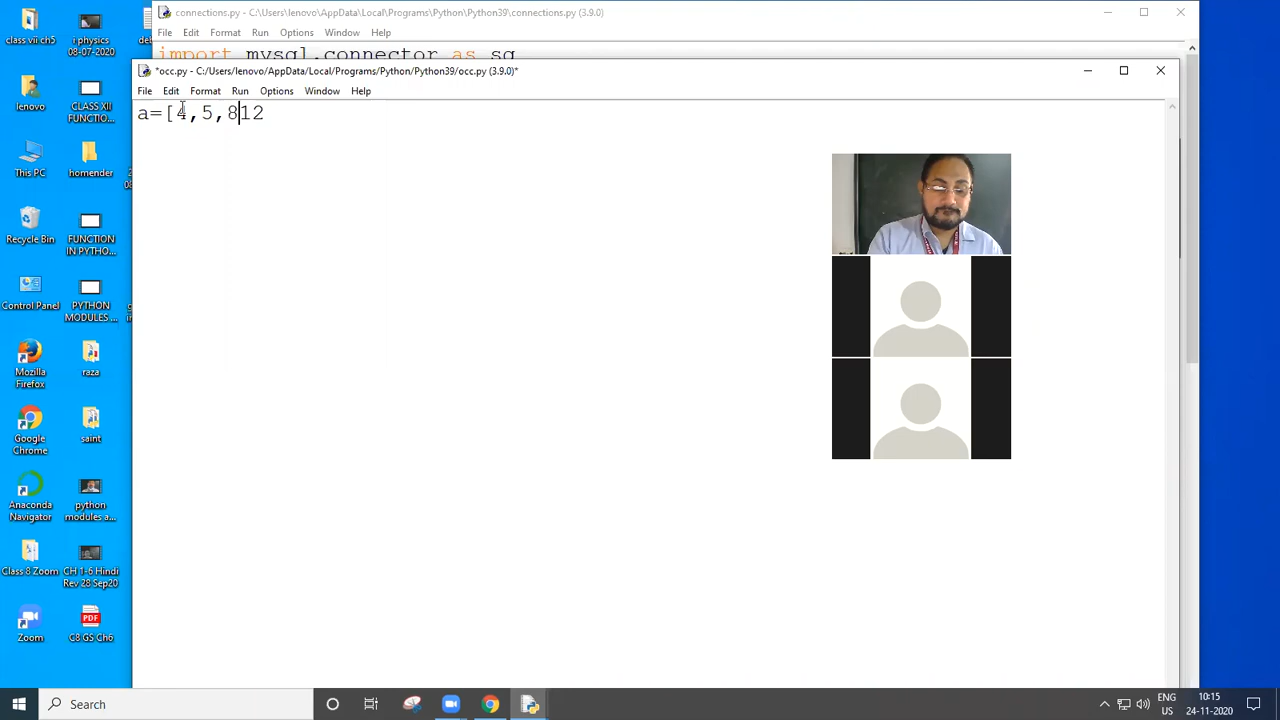 connections.py - C:\Users\lenovo\AppData\Local\Programs\Python\Python39\connections.py (3.9.0)
File Edit Format Run Options Window Help
import mysql.connector as sq
*occ.py - C:/Users/lenovo/AppData/Local/Programs/Python/Python39/occ.py (3.9.0)*
File Edit Format Run Options Window Help
a=[4,5,812
class vii ch5
i physics
08-07-2020
lenovo
CLASS XII
FUNCTION
This PC
homender
Recycle Bin
FUNCTION
IN PYTHO...
Control Panel
PYTHON
MODULES ...
Mozilla
Firefox
raza
Google
Chrome
saint
Anaconda
Navigator
python
modules a...
Class 8 Zoom
CH 1-6 Hindi
Rev 28 Sep20
Zoom
PDF
C8 GS Ch6
Search
ENG
US
10:15
24-11-2020